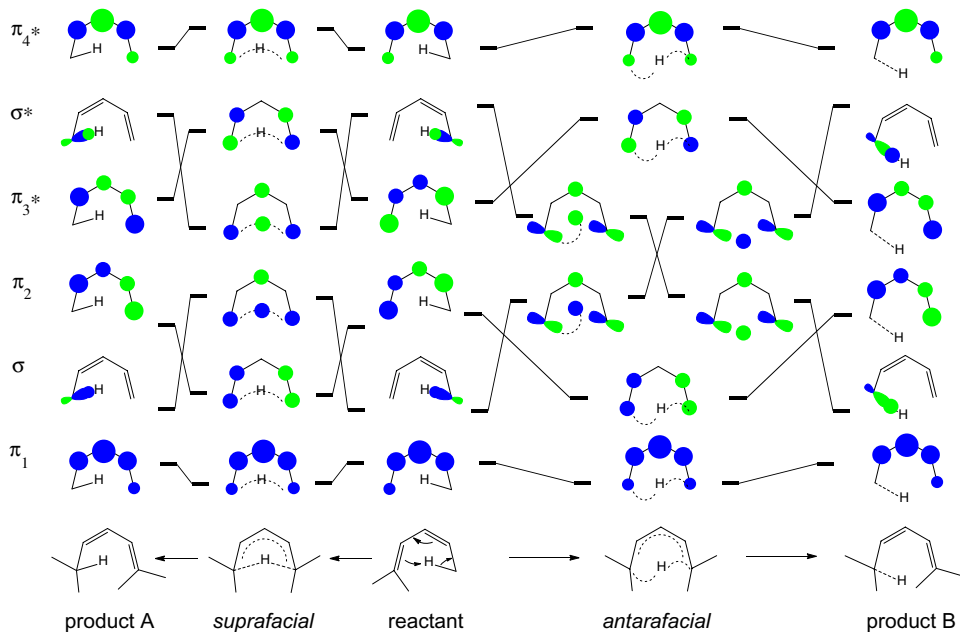 π4* H H H H H
σ* H H H H
π3* H H
H
π2 H H
H
σ H H H
H H
π1 H H H H H
H H H H H
product A suprafacial reactant antarafacial product B